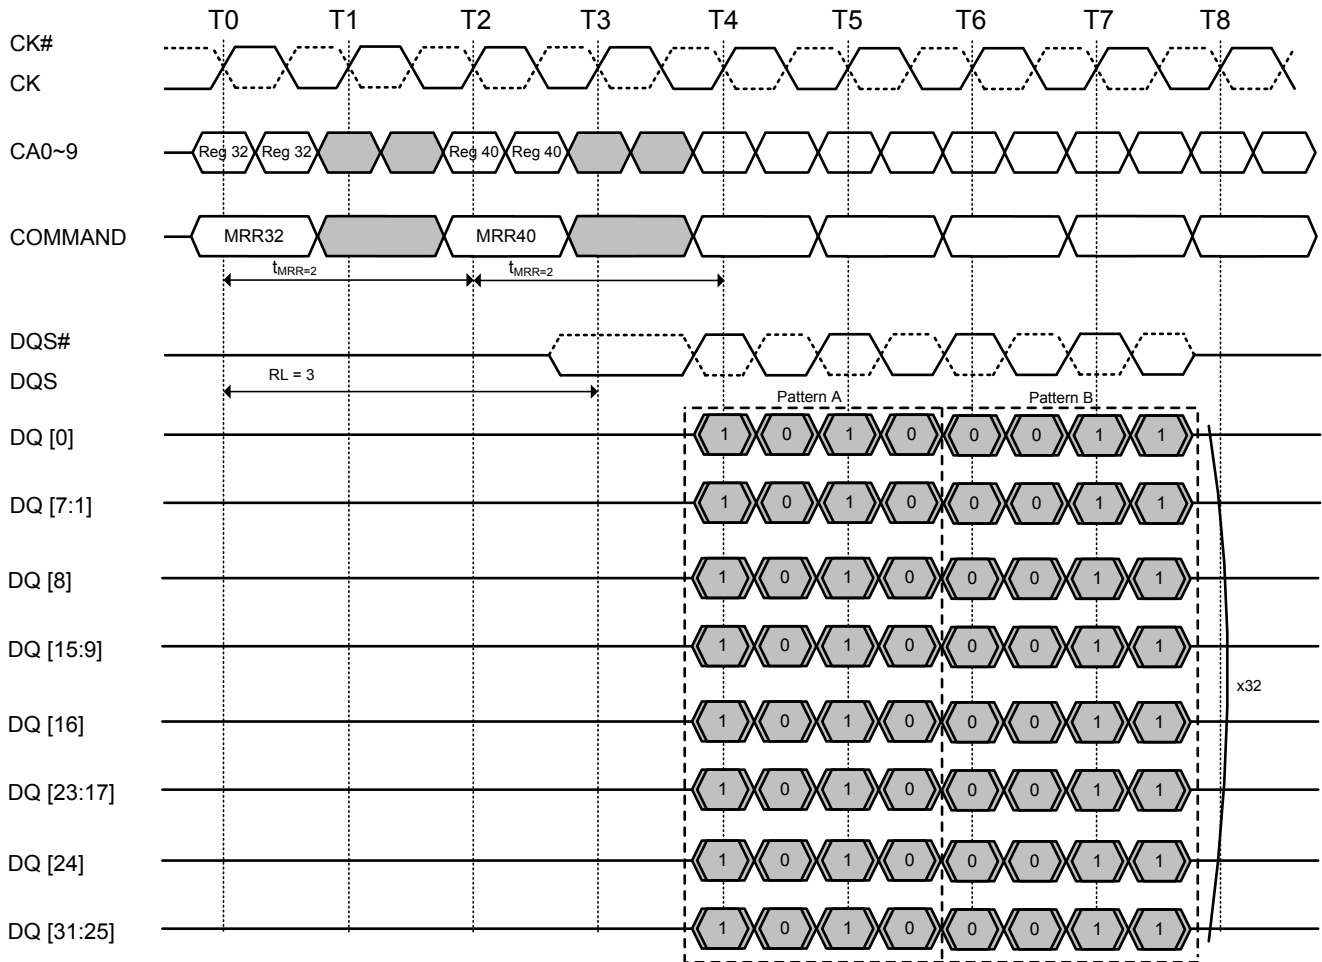 T0 T1 T2 T3 T4 T5 T6 T7 T8
CK#
CK
CA0~9 Reg 32 Reg 32 Reg 40 Reg 40
COMMAND MRR32 MRR40
tMRR=2 tMRR=2
DQS#
DQS RL = 3
Pattern A Pattern B
DQ [0] 1 0 1 0 0 0 1 1
DQ [7:1] 1 0 1 0 0 0 1 1
DQ [8] 1 0 1 0 0 0 1 1
DQ [15:9] 1 0 1 0 0 0 1 1
x32
DQ [16] 1 0 1 0 0 0 1 1
DQ [23:17] 1 0 1 0 0 0 1 1
DQ [24] 1 0 1 0 0 0 1 1
DQ [31:25] 1 0 1 0 0 0 1 1